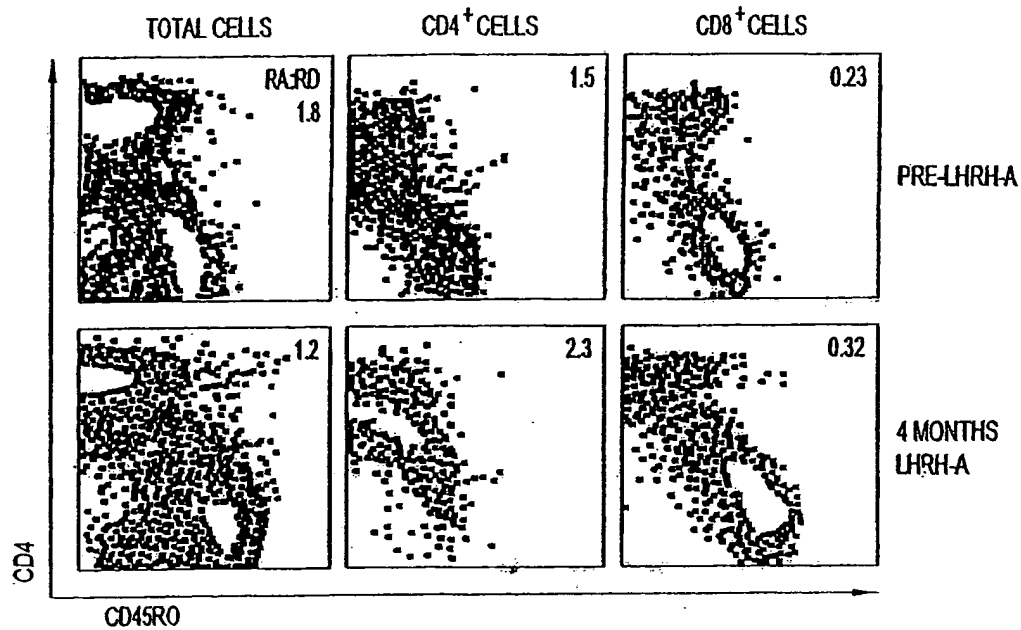 TOTAL CELLS
CD4+ CELLS
CD8+ CELLS
RA:RD
1.8
1.5
0.23
PRE-LHRH-A
1.2
2.3
0.32
4 MONTHS
LHRH-A
CD4
CD45RO